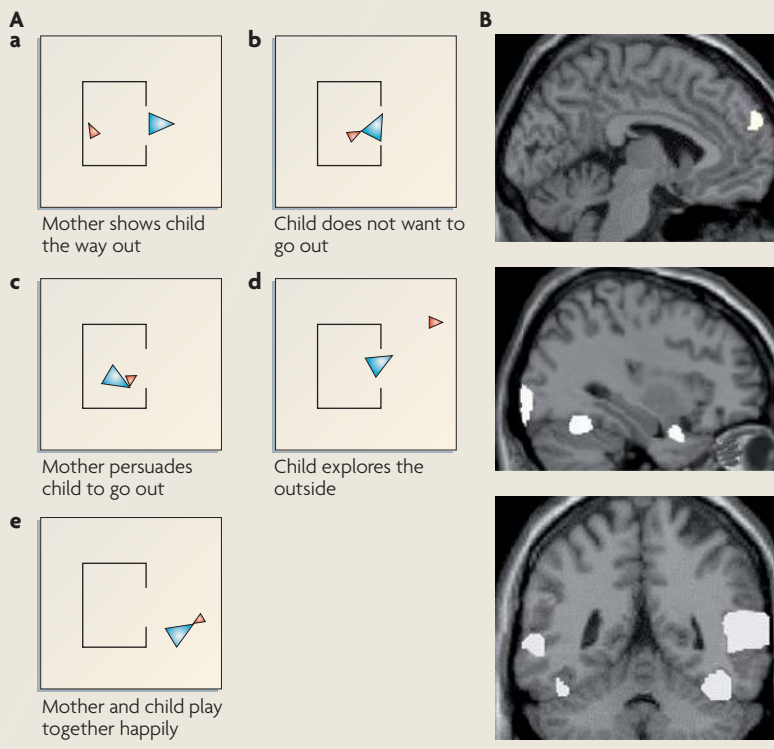 A
B
a
b
Mother shows child
the way out
Child does not want to
go out
c
d
Mother persuades
child to go out
Child explores the
outside
e
Mother and child play
together happily